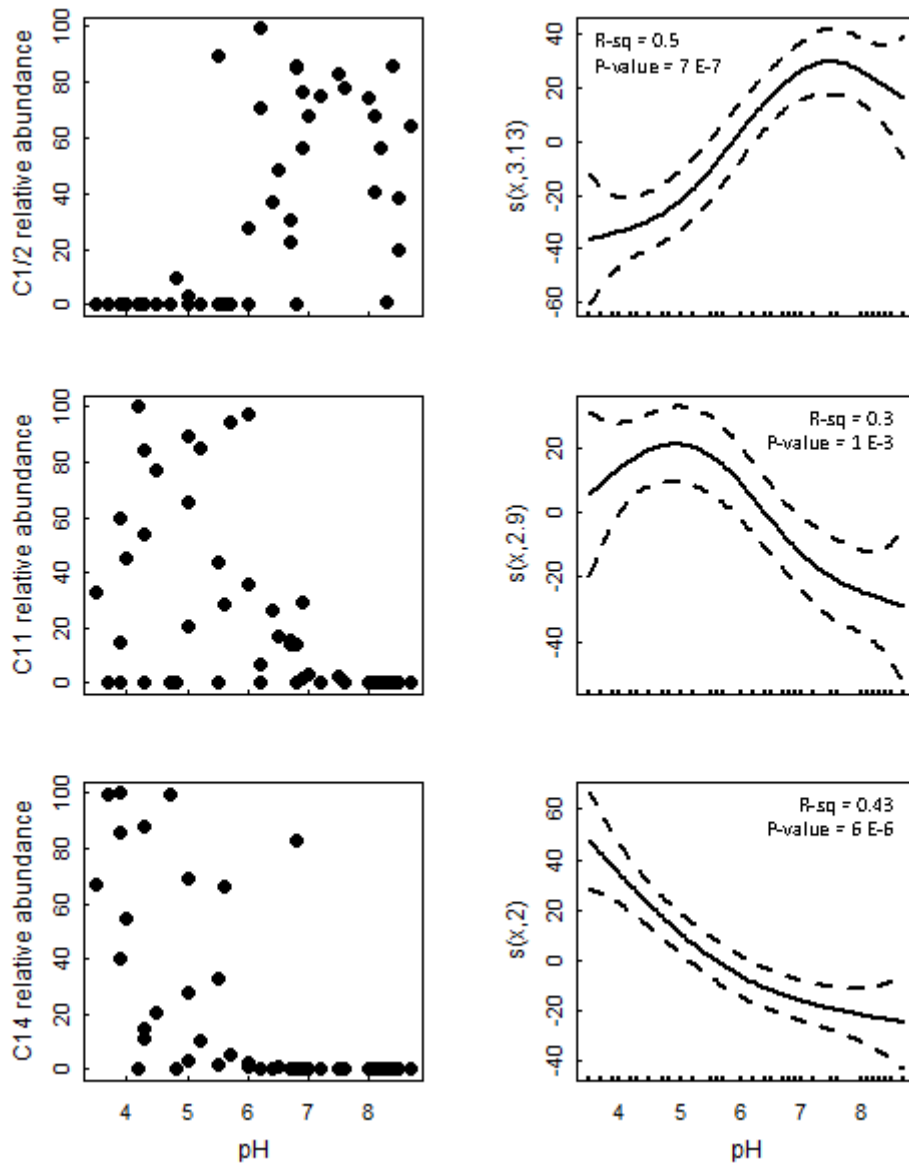 C1/2 relative abundance
100
80
60
40
20
0
s(x,3.13)
40
20
0
-20
-40
-60
R-sq = 0.5
P-value = 7 E-7
C11 relative abundance
100
80
60
40
20
0
s(x,2.9)
20
0
-20
-40
R-sq = 0.3
P-value = 1 E-3
C14 relative abundance
100
80
60
40
20
0
4 5 6 7 8
pH
s(x,2)
60
40
20
0
-20
-40
R-sq = 0.43
P-value = 6 E-6
4 5 6 7 8
pH